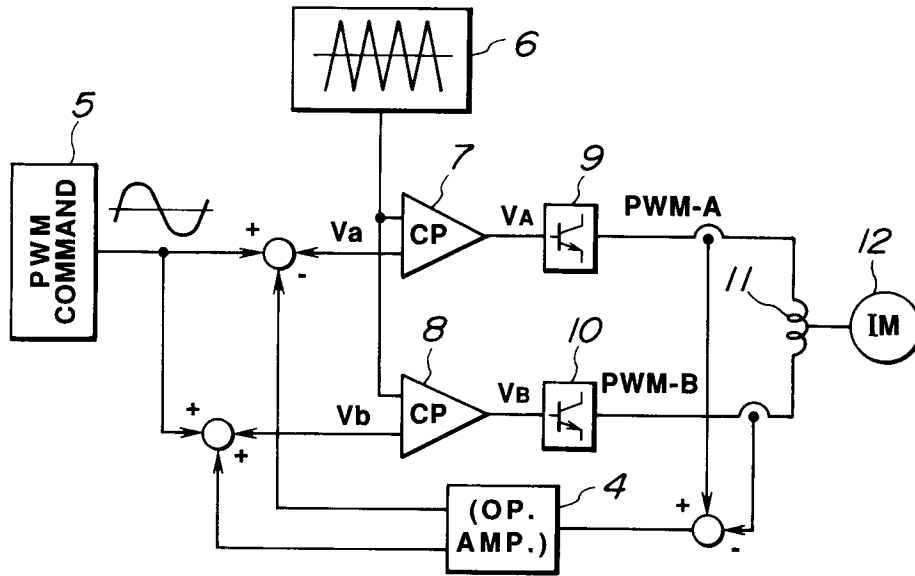 6
5
PWM COMMAND
+
-
Va
7
CP
VA
9
PWM-A
11
12
IM
8
CP
VB
10
PWM-B
+
+
Vb
4
(OP. AMP.)
+
-